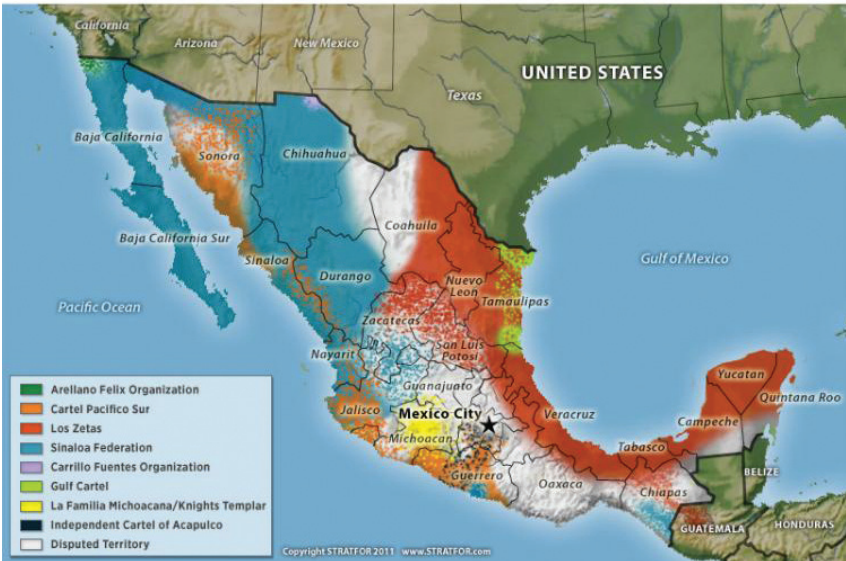 California
Arizona
New Mexico
UNITED STATES
Texas
Baja California
Sonora
Chihuahua
Coahuila
Baja California Sur
Sinaloa
Durango
Nuevo
Leon
Tamaulipas
Gulf of Mexico
Pacific Ocean
Zacatecas
San Luis
Potosi
Nayarit
Guanajuato
Yucatan
Quintana Roo
Jalisco
Mexico City
Veracruz
Campeche
Michoacan
Tabasco
Guerrero
Oaxaca
Chiapas
BELIZE
GUATEMALA
HONDURAS
Arellano Felix Organization
Cartel Pacifico Sur
Los Zetas
Sinaloa Federation
Carrillo Fuentes Organization
Gulf Cartel
La Familia Michoacana/Knights Templar
Independent Cartel of Acapulco
Disputed Territory
Copyright STRATFOR 2011 www.STRATFOR.com